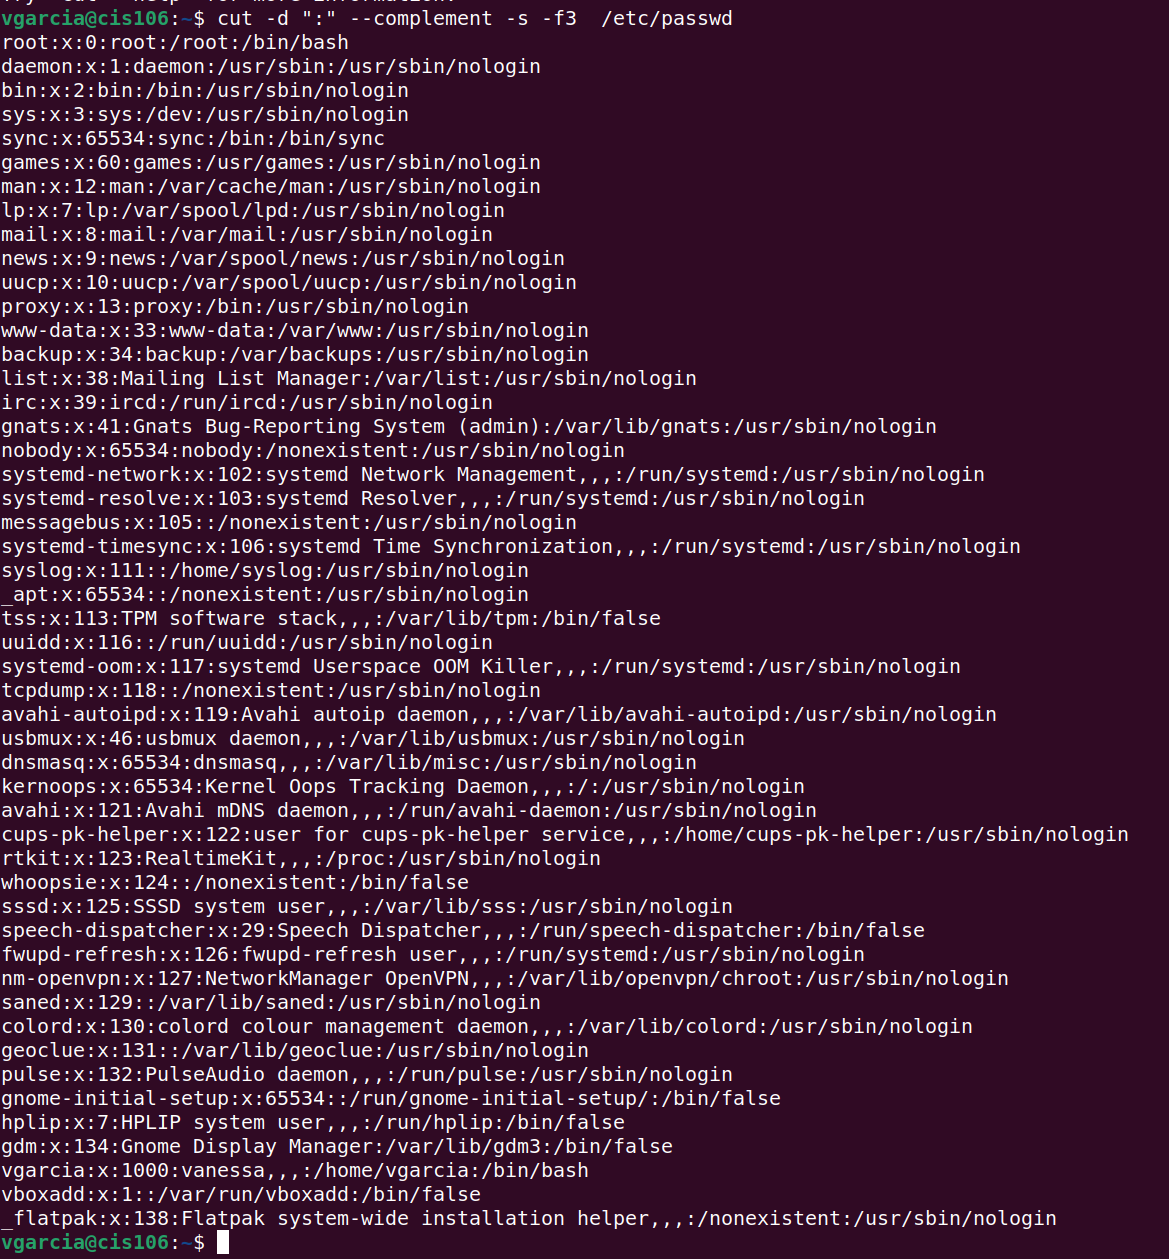 vgarcia@cis106:~$ cut -d ":" --complement -s -f3  /etc/passwd
root:x:0:root:/root:/bin/bash
daemon:x:1:daemon:/usr/sbin:/usr/sbin/nologin
bin:x:2:bin:/bin:/usr/sbin/nologin
sys:x:3:sys:/dev:/usr/sbin/nologin
sync:x:65534:sync:/bin:/bin/sync
games:x:60:games:/usr/games:/usr/sbin/nologin
man:x:12:man:/var/cache/man:/usr/sbin/nologin
lp:x:7:lp:/var/spool/lpd:/usr/sbin/nologin
mail:x:8:mail:/var/mail:/usr/sbin/nologin
news:x:9:news:/var/spool/news:/usr/sbin/nologin
uucp:x:10:uucp:/var/spool/uucp:/usr/sbin/nologin
proxy:x:13:proxy:/bin:/usr/sbin/nologin
www-data:x:33:www-data:/var/www:/usr/sbin/nologin
backup:x:34:backup:/var/backups:/usr/sbin/nologin
list:x:38:Mailing List Manager:/var/list:/usr/sbin/nologin
irc:x:39:ircd:/run/ircd:/usr/sbin/nologin
gnats:x:41:Gnats Bug-Reporting System (admin):/var/lib/gnats:/usr/sbin/nologin
nobody:x:65534:nobody:/nonexistent:/usr/sbin/nologin
systemd-network:x:102:systemd Network Management,,,:/run/systemd:/usr/sbin/nologin
systemd-resolve:x:103:systemd Resolver,,,:/run/systemd:/usr/sbin/nologin
messagebus:x:105::/nonexistent:/usr/sbin/nologin
systemd-timesync:x:106:systemd Time Synchronization,,,:/run/systemd:/usr/sbin/nologin
syslog:x:111::/home/syslog:/usr/sbin/nologin
_apt:x:65534::/nonexistent:/usr/sbin/nologin
tss:x:113:TPM software stack,,,:/var/lib/tpm:/bin/false
uuidd:x:116::/run/uuidd:/usr/sbin/nologin
systemd-oom:x:117:systemd Userspace OOM Killer,,,:/run/systemd:/usr/sbin/nologin
tcpdump:x:118::/nonexistent:/usr/sbin/nologin
avahi-autoipd:x:119:Avahi autoip daemon,,,:/var/lib/avahi-autoipd:/usr/sbin/nologin
usbmux:x:46:usbmux daemon,,,:/var/lib/usbmux:/usr/sbin/nologin
dnsmasq:x:65534:dnsmasq,,,:/var/lib/misc:/usr/sbin/nologin
kernoops:x:65534:Kernel Oops Tracking Daemon,,,:/:/usr/sbin/nologin
avahi:x:121:Avahi mDNS daemon,,,:/run/avahi-daemon:/usr/sbin/nologin
cups-pk-helper:x:122:user for cups-pk-helper service,,,:/home/cups-pk-helper:/usr/sbin/nologin
rtkit:x:123:RealtimeKit,,,:/proc:/usr/sbin/nologin
whoopsie:x:124::/nonexistent:/bin/false
sssd:x:125:SSSD system user,,,:/var/lib/sss:/usr/sbin/nologin
speech-dispatcher:x:29:Speech Dispatcher,,,:/run/speech-dispatcher:/bin/false
fwupd-refresh:x:126:fwupd-refresh user,,,:/run/systemd:/usr/sbin/nologin
nm-openvpn:x:127:NetworkManager OpenVPN,,,:/var/lib/openvpn/chroot:/usr/sbin/nologin
saned:x:129::/var/lib/saned:/usr/sbin/nologin
colord:x:130:colord colour management daemon,,,:/var/lib/colord:/usr/sbin/nologin
geoclue:x:131::/var/lib/geoclue:/usr/sbin/nologin
pulse:x:132:PulseAudio daemon,,,:/run/pulse:/usr/sbin/nologin
gnome-initial-setup:x:65534::/run/gnome-initial-setup/:/bin/false
hplip:x:7:HPLIP system user,,,:/run/hplip:/bin/false
gdm:x:134:Gnome Display Manager:/var/lib/gdm3:/bin/false
vgarcia:x:1000:vanessa,,,:/home/vgarcia:/bin/bash
vboxadd:x:1::/var/run/vboxadd:/bin/false
_flatpak:x:138:Flatpak system-wide installation helper,,,:/nonexistent:/usr/sbin/nologin
vgarcia@cis106:~$